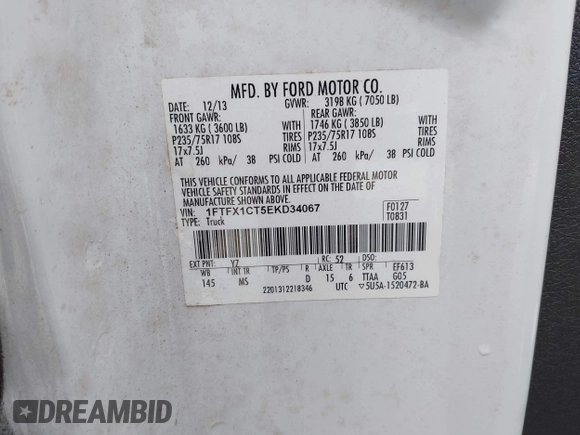 MFD. BY FORD MOTOR CO.
DATE: 12/13 GVWR: 3198 KG ( 7050 LB)
FRONT GAWR: REAR GAWR:
1633 KG ( 3600 LB) WITH 1746 KG ( 3850 LB) WITH
P235/75R17 108S TIRES P235/75R17 108S TIRES
17x7.5J RIMS 17x7.5J RIMS
AT 260 kPa/ 38 PSI COLD AT 260 kPa/ 38 PSI COLD
THIS VEHICLE CONFORMS TO ALL APPLICABLE FEDERAL MOTOR
VEHICLE SAFETY STANDARDS IN EFFECT ON THE DATE OF
MANUFACTURE SHOWN ABOVE.
VIN: 1FTFX1CT5EKD34067 F0127
TYPE: Truck T0831
EXT PNT: Y7 RC: 52 DSO:
WB INT TR TP/PS R AXLE TR SPR EF613
145 MS D 15 6 TTAA G05
2201312218346 UTC ▽5U5A-1520472-BA
DREAMBID